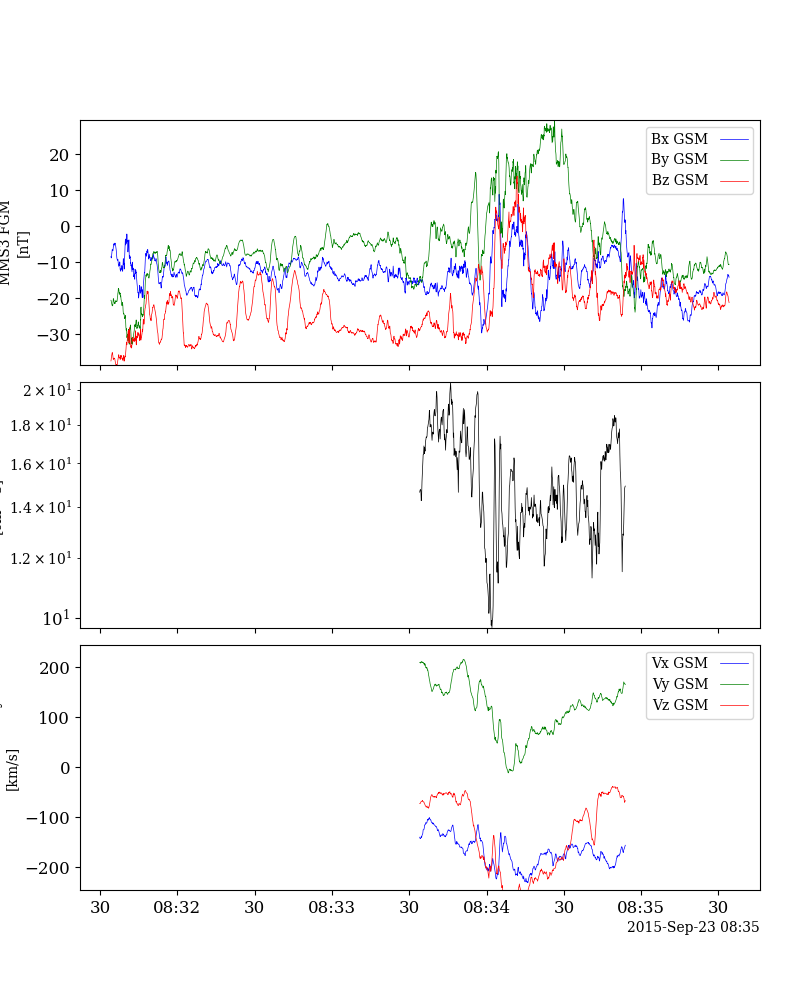 MMS3 FGM
[nT]
20
10
0
−10
−20
−30
Bx GSM
By GSM
Bz GSM
2 × 10¹
1.8 × 10¹
1.6 × 10¹
1.4 × 10¹
1.2 × 10¹
10¹
[km/s]
200
100
0
−100
−200
Vx GSM
Vy GSM
Vz GSM
30 08:32 30 08:33 30 08:34 30 08:35 30
2015-Sep-23 08:35